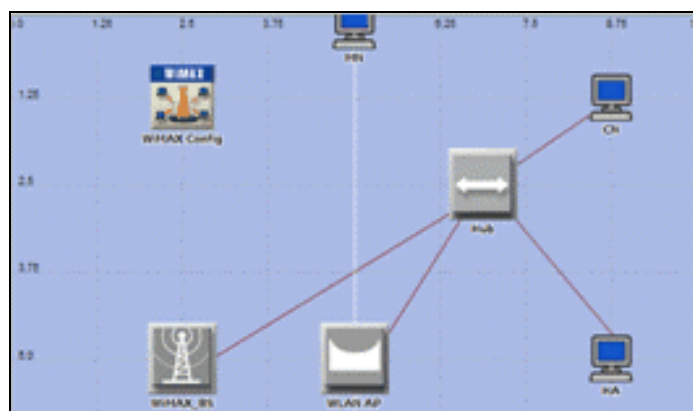 1.25 2.5 3.75 6.25 7.5 8.75
MN
WiMAX
1.25
CN
WiMAX Config
2.5
Hub
3.75
5.0
WiMAX_BS
WLAN AP
HA